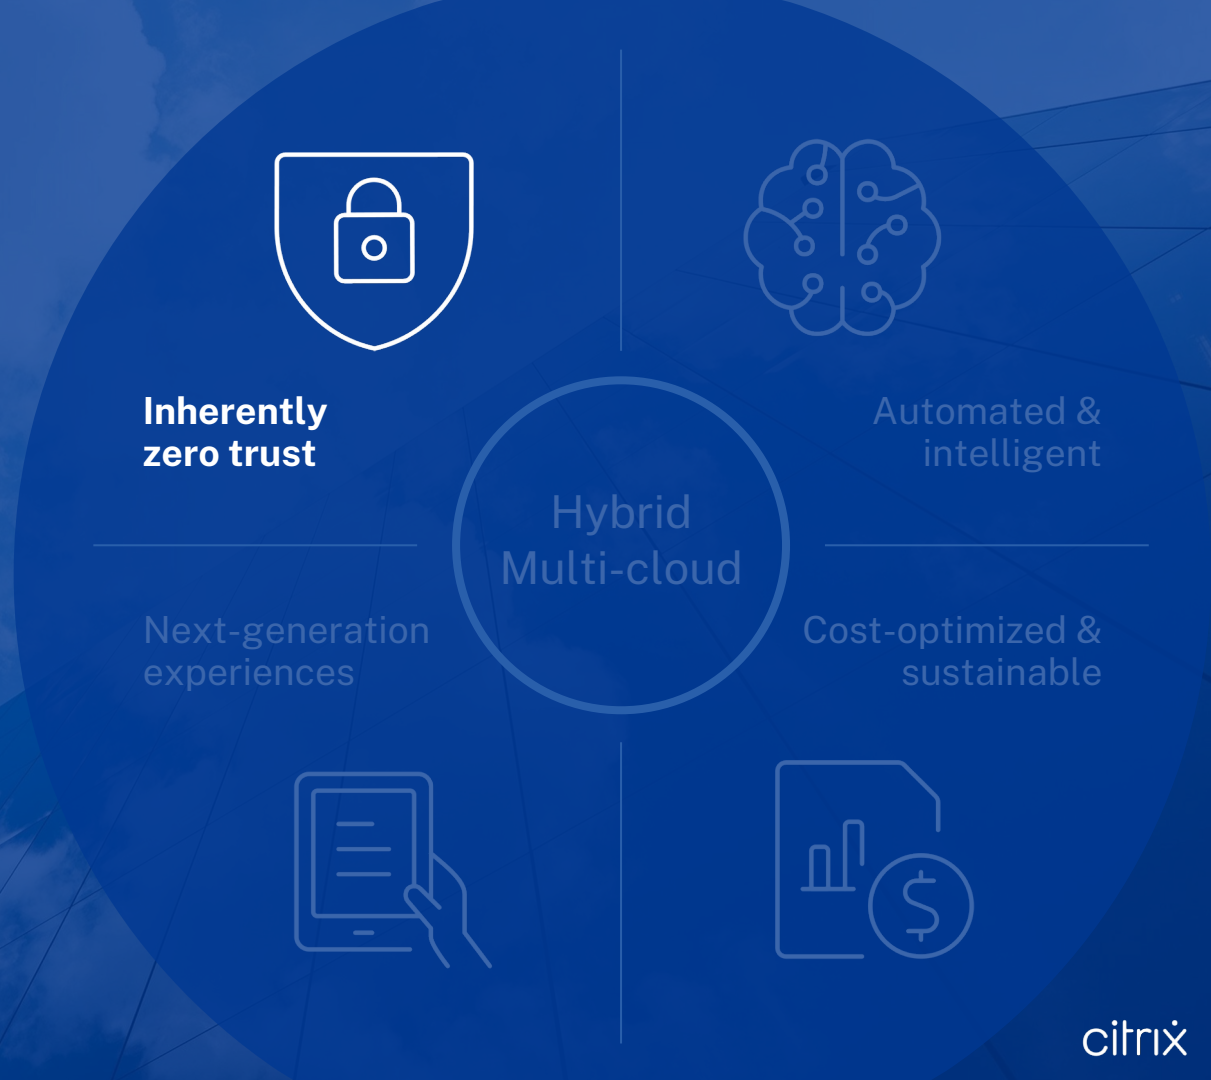 Inherently
zero trust
Automated &
intelligent
Hybrid
Multi-cloud
Next-generation
experiences
Cost-optimized &
sustainable
$
citrix